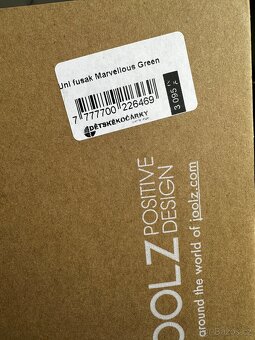 Uni fusak Marvellous Green
7 777700 226469
3 095
DĚTSKÉKOČÁRKY
JOOLZ
POSITIVE
DESIGN
around the world of joolz.com